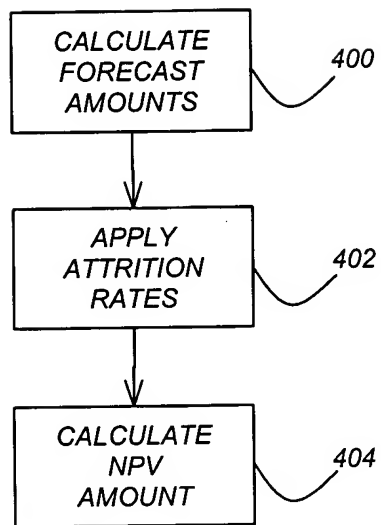 CALCULATE
FORECAST
AMOUNTS
400
APPLY
ATTRITION
RATES
402
CALCULATE
NPV
AMOUNT
404